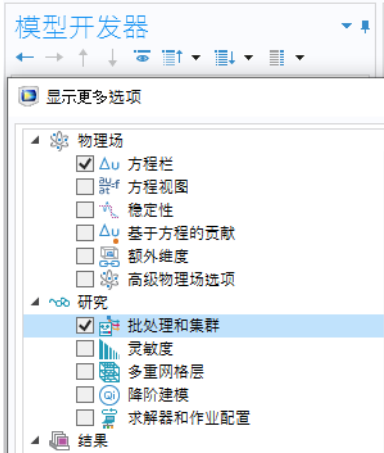 模型开发器
显示更多选项
物理场
Δu 方程栏
方程视图
稳定性
Δu 基于方程的贡献
额外维度
高级物理场选项
研究
批处理和集群
灵敏度
多重网格层
Qi 降阶建模
求解器和作业配置
结果